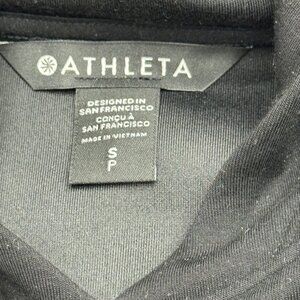 ATHLETA
DESIGNED IN
SAN FRANCISCO
CONÇU À
SAN FRANCISCO
MADE IN VIETNAM
S
P